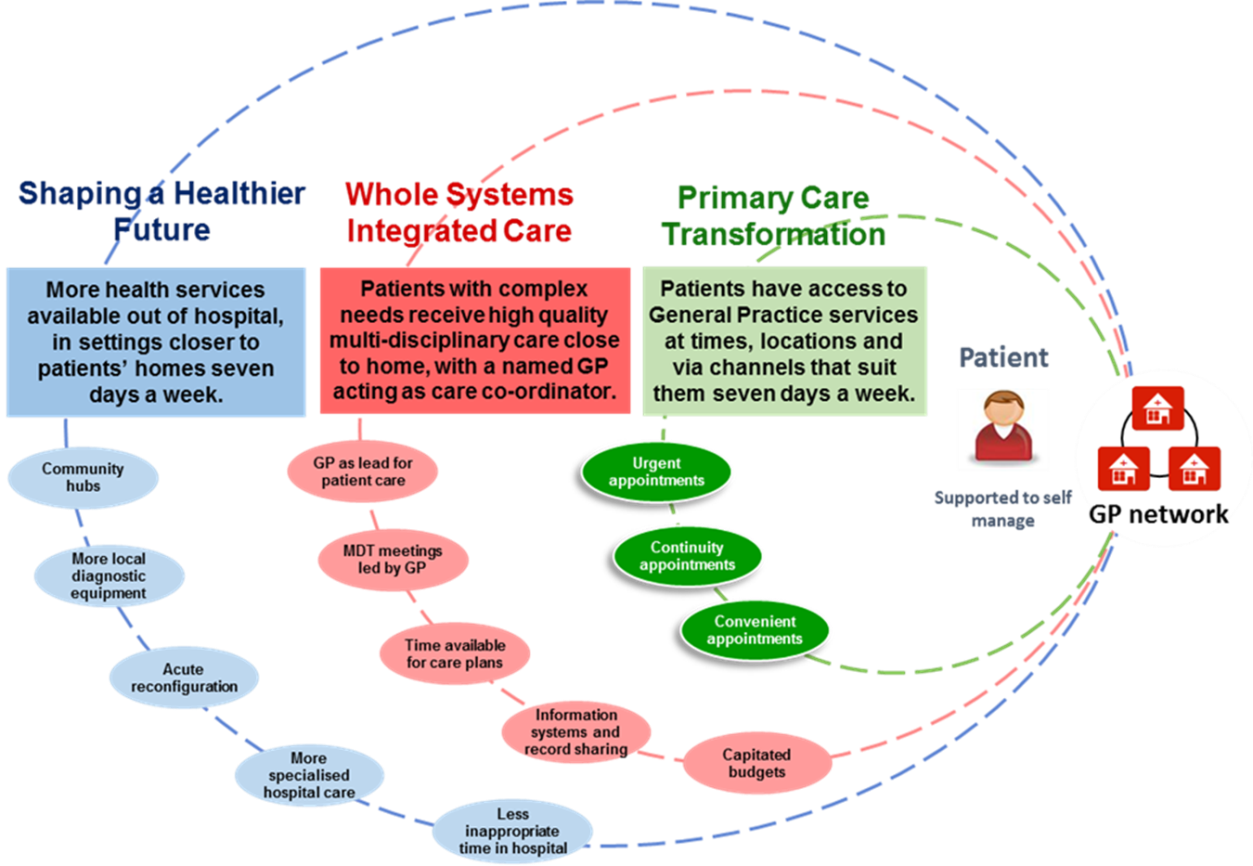 Shaping a Healthier
Future
Whole Systems
Integrated Care
Primary Care
Transformation
More health services
available out of hospital,
in settings closer to
patients’ homes seven
days a week.
Patients with complex
needs receive high quality
multi-disciplinary care close
to home, with a named GP
acting as care co-ordinator.
Patients have access to
General Practice services
at times, locations and
via channels that suit
them seven days a week.
Patient
Supported to self
manage
GP network
Community
hubs
More local
diagnostic
equipment
Acute
reconfiguration
More
specialised
hospital care
Less
inappropriate
time in hospital
GP as lead for
patient care
MDT meetings
led by GP
Time available
for care plans
Information
systems and
record sharing
Capitated
budgets
Urgent
appointments
Continuity
appointments
Convenient
appointments